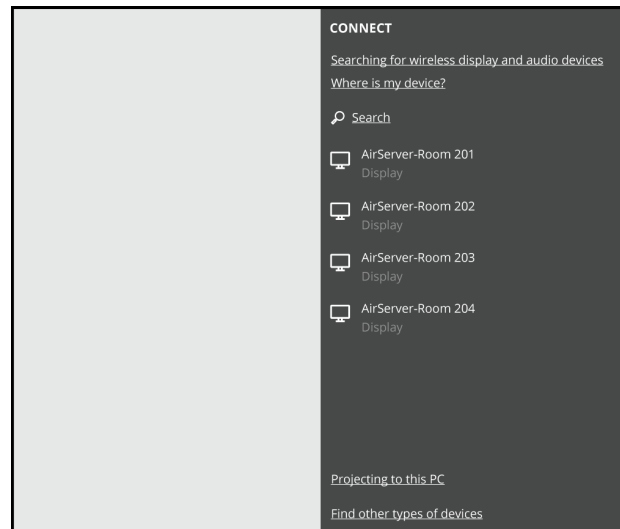 CONNECT
Searching for wireless display and audio devices
Where is my device?
Search
AirServer-Room 201
Display
AirServer-Room 202
Display
AirServer-Room 203
Display
AirServer-Room 204
Display
Projecting to this PC
Find other types of devices